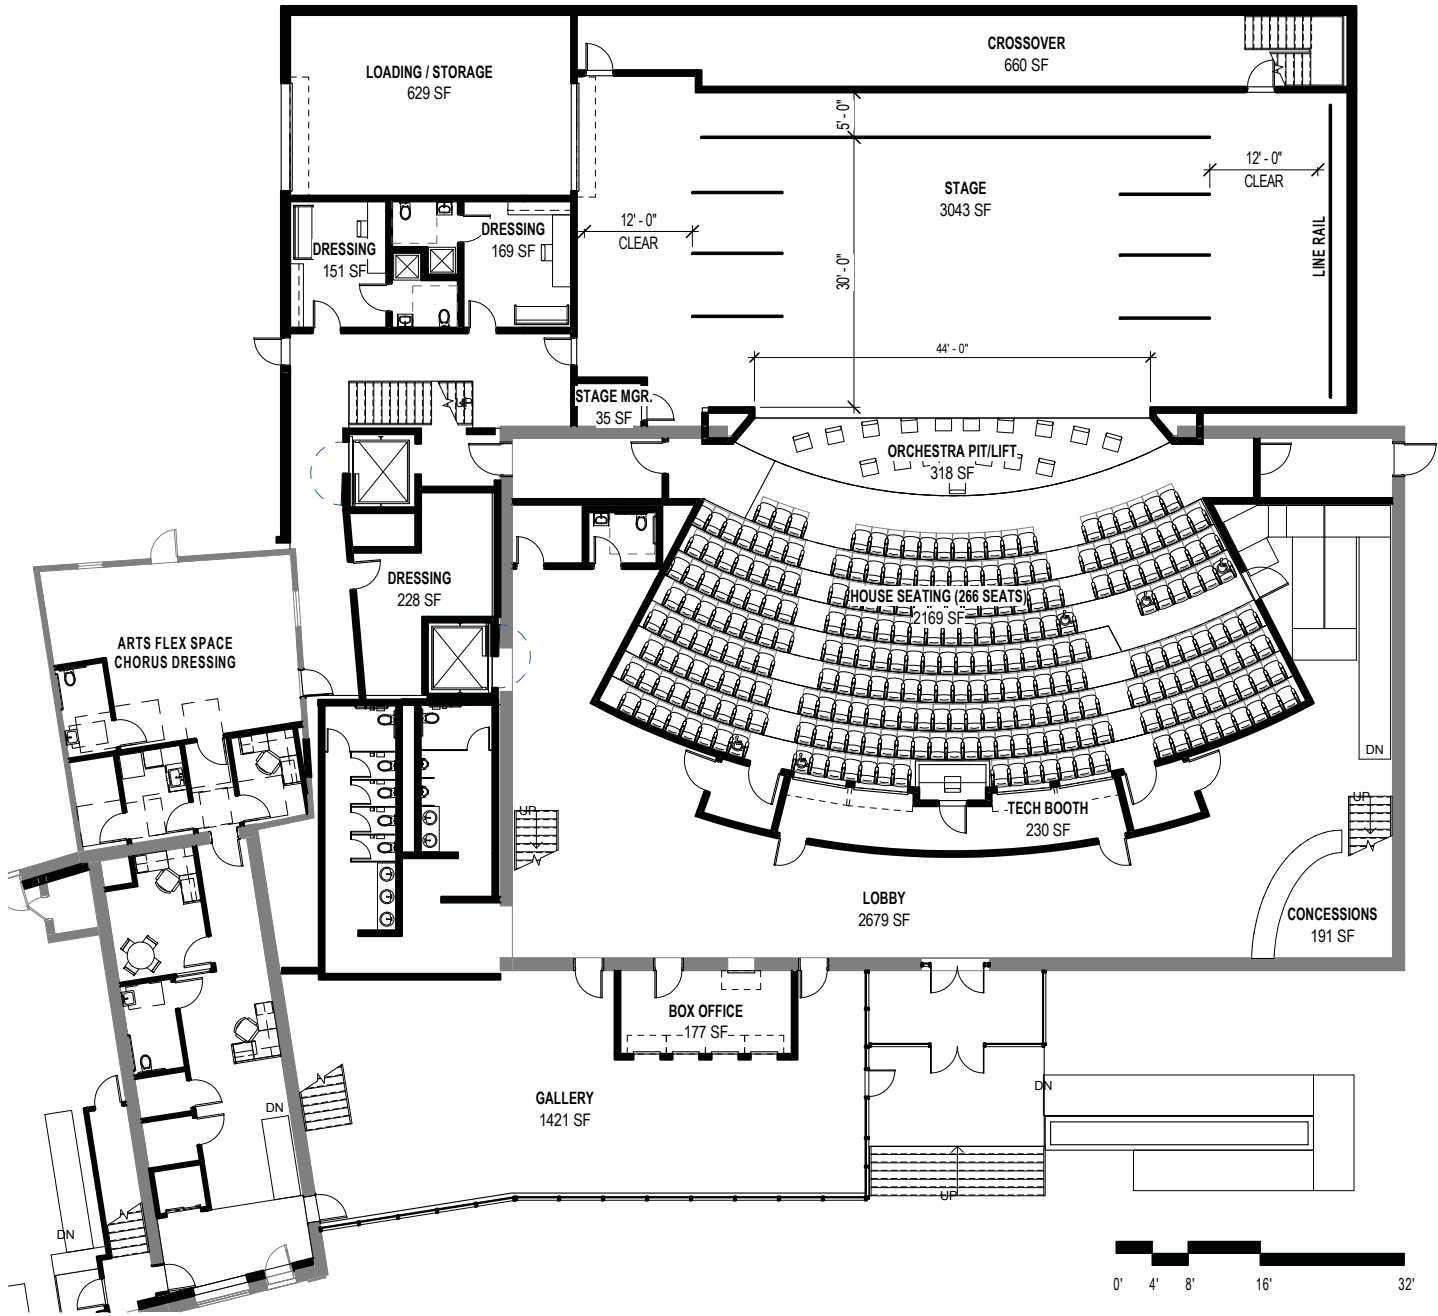 CROSSOVER
660 SF
LOADING / STORAGE
629 SF
5' - 0"
12' - 0"
CLEAR
STAGE
3043 SF
LINE RAIL
12' - 0"
CLEAR
DRESSING
169 SF
DRESSING
151 SF
30' - 0"
44' - 0"
STAGE MGR.
35 SF
ORCHESTRA PIT/LIFT
318 SF
DRESSING
228 SF
HOUSE SEATING (266 SEATS)
2169 SF
ARTS FLEX SPACE
CHORUS DRESSING
DN
UP
UP
TECH BOOTH
230 SF
LOBBY
2679 SF
CONCESSIONS
191 SF
BOX OFFICE
177 SF
GALLERY
1421 SF
DN
DN
UP
DN
0' 4' 8' 16' 32'